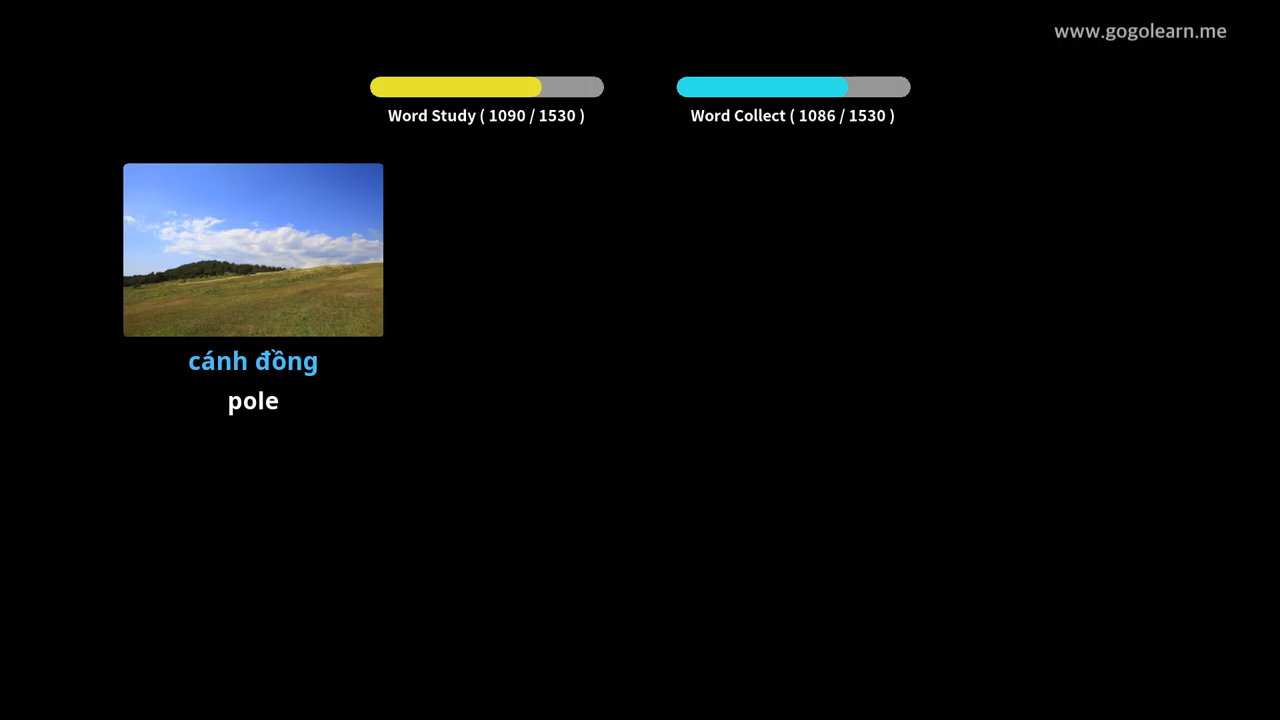 www.gogolearn.me
Word Study ( 1090 / 1530 )
Word Collect ( 1086 / 1530 )
cánh đồng
pole